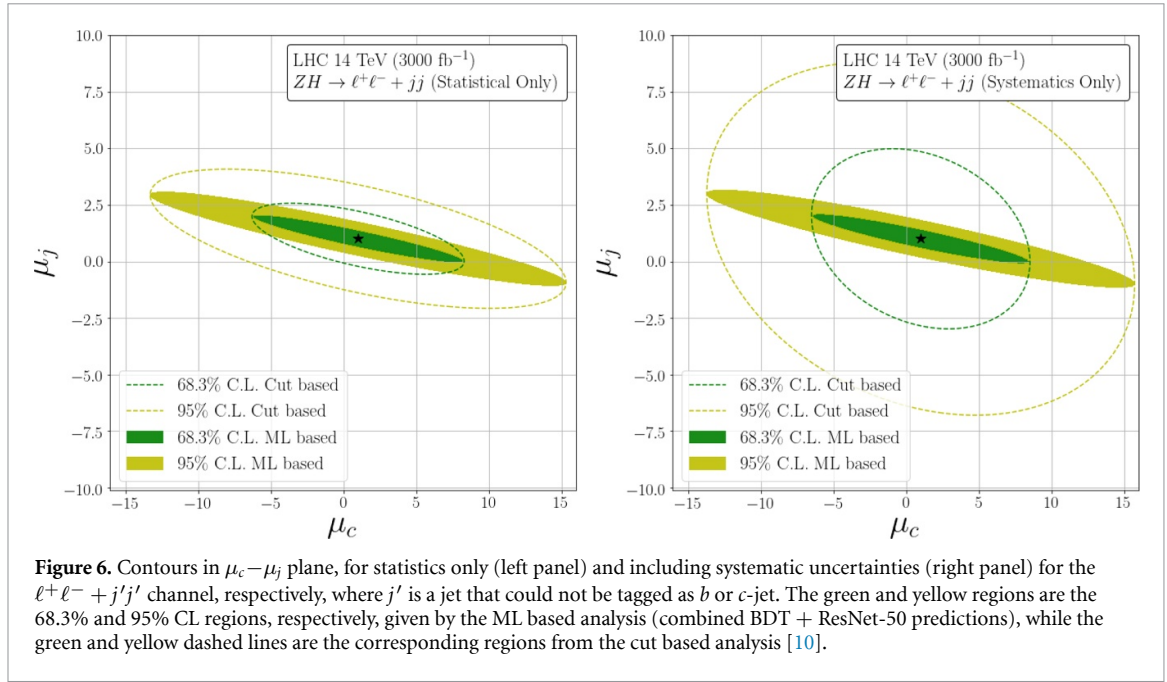 LHC 14 TeV (3000 fb⁻¹)
ZH → ℓ⁺ℓ⁻ + jj (Statistical Only)
10.0
7.5
5.0
2.5
0.0
−2.5
−5.0
−7.5
−10.0
μ_j
68.3% C.L. Cut based
95% C.L. Cut based
68.3% C.L. ML based
95% C.L. ML based
−15 −10 −5 0 5 10 15
μ_c
LHC 14 TeV (3000 fb⁻¹)
ZH → ℓ⁺ℓ⁻ + jj (Systematics Only)
10.0
7.5
5.0
2.5
0.0
−2.5
−5.0
−7.5
−10.0
μ_j
68.3% C.L. Cut based
95% C.L. Cut based
68.3% C.L. ML based
95% C.L. ML based
−15 −10 −5 0 5 10 15
μ_c
Figure 6. Contours in μ_c−μ_j plane, for statistics only (left panel) and including systematic uncertainties (right panel) for the
ℓ⁺ℓ⁻ + j′j′ channel, respectively, where j′ is a jet that could not be tagged as b or c-jet. The green and yellow regions are the
68.3% and 95% CL regions, respectively, given by the ML based analysis (combined BDT + ResNet-50 predictions), while the
green and yellow dashed lines are the corresponding regions from the cut based analysis [10].